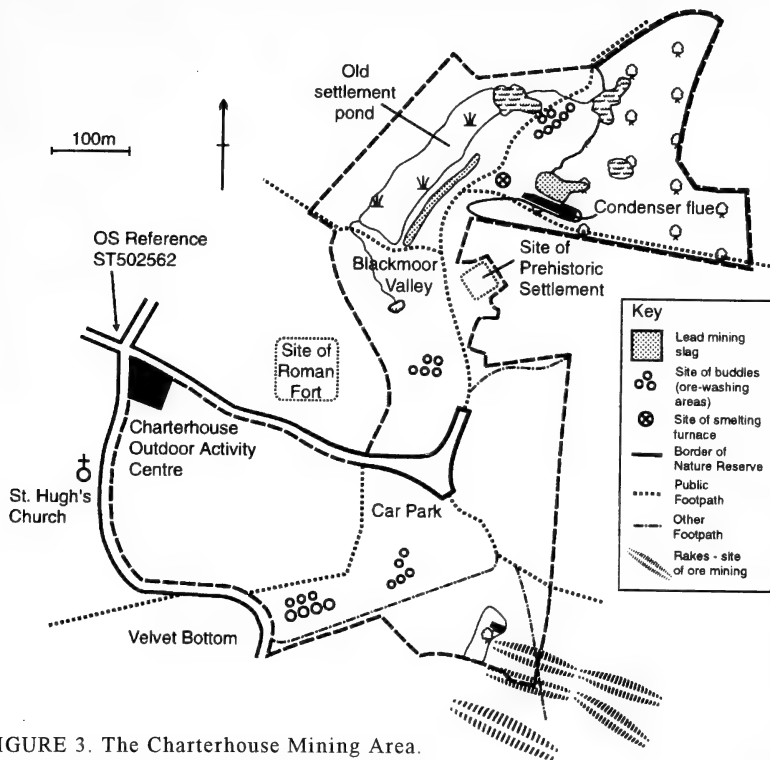 Old
settlement
pond
100m
Condenser flue
OS Reference
ST502562
Blackmoor
Valley
Site of
Prehistoric
Settlement
Site of
Roman
Fort
Charterhouse
Outdoor Activity
Centre
St. Hugh's
Church
Car Park
Velvet Bottom
Key
Lead mining
slag
Site of buddles
(ore-washing
areas)
Site of smelting
furnace
Border of
Nature Reserve
Public
Footpath
Other
Footpath
Rakes - site
of ore mining
IGURE 3. The Charterhouse Mining Area.